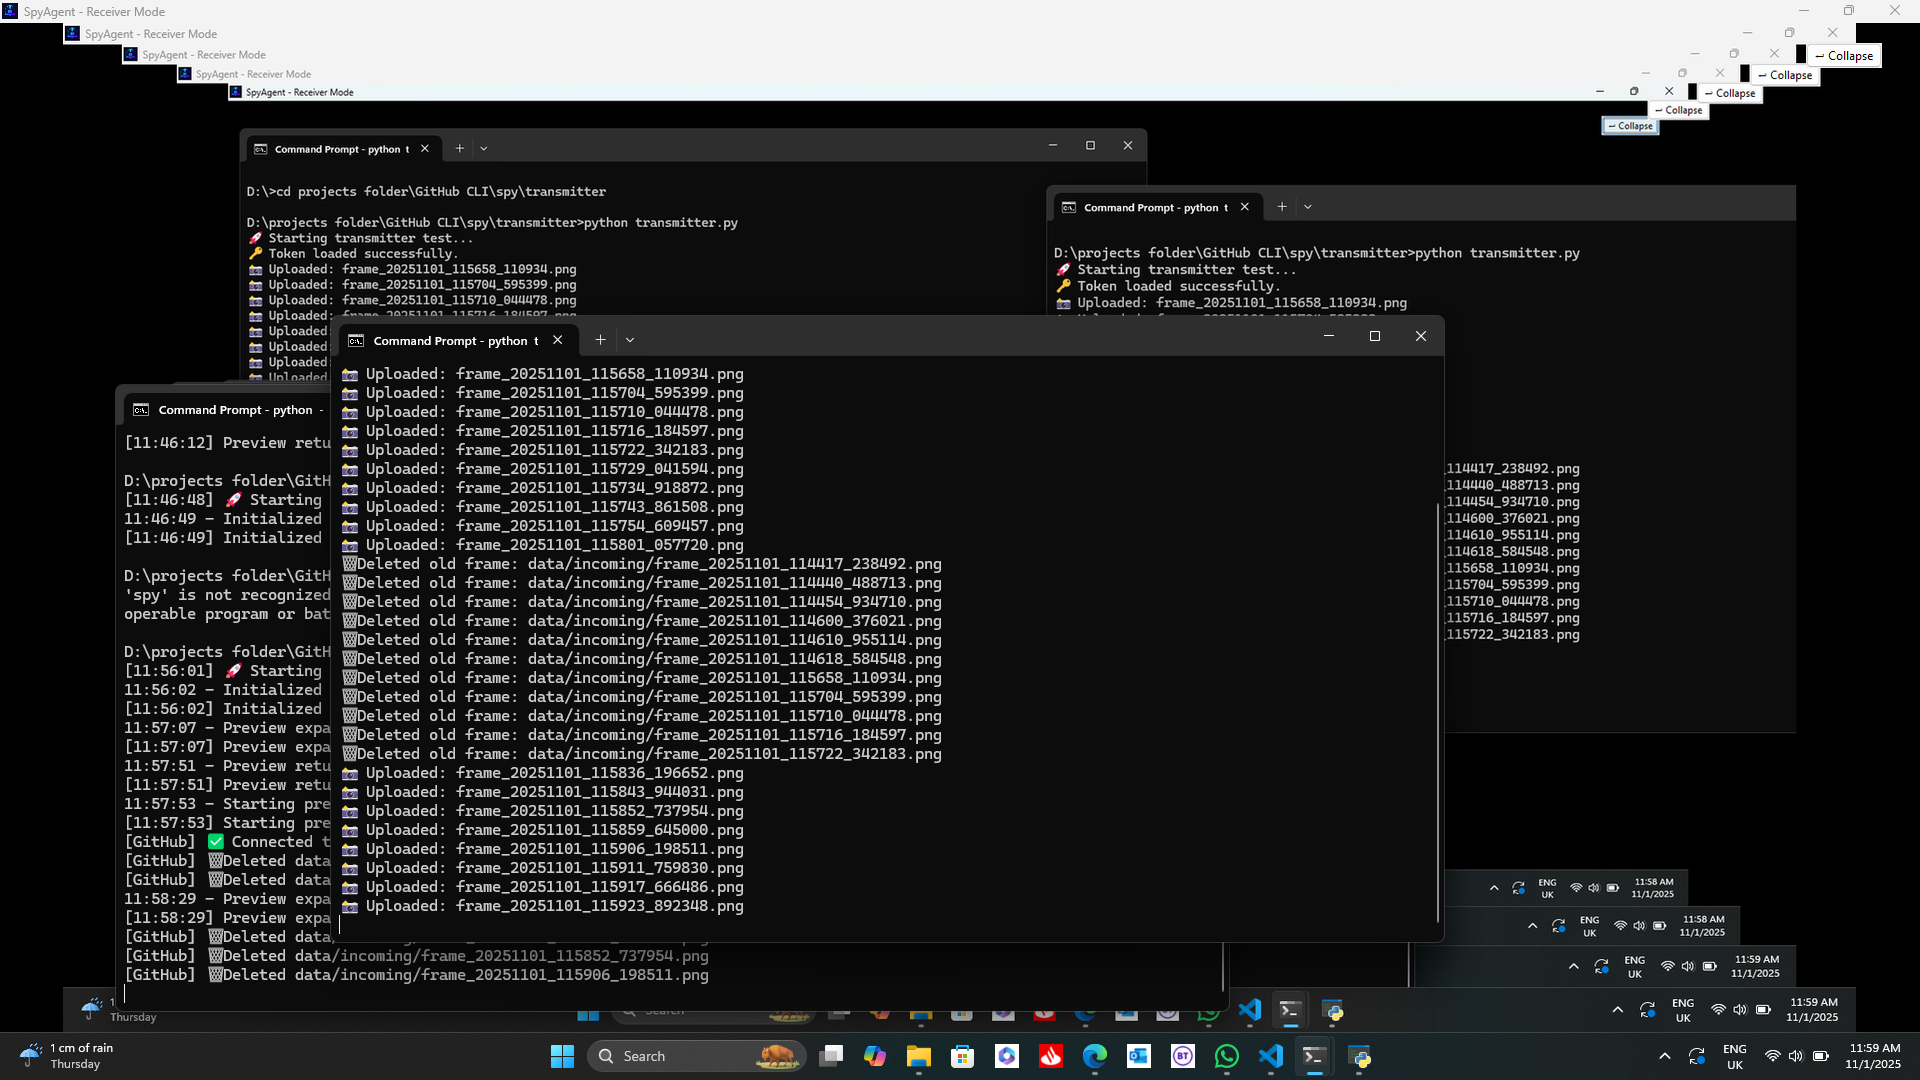 SpyAgent - Receiver Mode
SpyAgent - Receiver Mode
SpyAgent - Receiver Mode
Collapse
SpyAgent - Receiver Mode
Collapse
SpyAgent - Receiver Mode
Collapse
Collapse
Collapse
Command Prompt - python t
D:\>cd projects folder\GitHub CLI\spy\transmitter
D:\projects folder\GitHub CLI\spy\transmitter>python transmitter.py
🚀 Starting transmitter test...
🔑 Token loaded successfully.
📷 Uploaded: frame_20251101_115658_110934.png
📷 Uploaded: frame_20251101_115704_595399.png
📷 Uploaded: frame_20251101_115710_044478.png
📷 Uploaded: frame_20251101_115716_184597.png
📷 Uploaded:
📷 Uploaded:
📷 Uploaded:
📷 Uploaded:
Command Prompt - python t
D:\projects folder\GitHub CLI\spy\transmitter>python transmitter.py
🚀 Starting transmitter test...
🔑 Token loaded successfully.
📷 Uploaded: frame_20251101_115658_110934.png
_114417_238492.png
_114440_488713.png
_114454_934710.png
_114600_376021.png
_114610_955114.png
_114618_584548.png
_115658_110934.png
_115704_595399.png
_115710_044478.png
_115716_184597.png
_115722_342183.png
Command Prompt - python t
📷 Uploaded: frame_20251101_115658_110934.png
📷 Uploaded: frame_20251101_115704_595399.png
📷 Uploaded: frame_20251101_115710_044478.png
📷 Uploaded: frame_20251101_115716_184597.png
📷 Uploaded: frame_20251101_115722_342183.png
📷 Uploaded: frame_20251101_115729_041594.png
📷 Uploaded: frame_20251101_115734_918872.png
📷 Uploaded: frame_20251101_115743_861508.png
📷 Uploaded: frame_20251101_115754_609457.png
📷 Uploaded: frame_20251101_115801_057720.png
🗑Deleted old frame: data/incoming/frame_20251101_114417_238492.png
🗑Deleted old frame: data/incoming/frame_20251101_114440_488713.png
🗑Deleted old frame: data/incoming/frame_20251101_114454_934710.png
🗑Deleted old frame: data/incoming/frame_20251101_114600_376021.png
🗑Deleted old frame: data/incoming/frame_20251101_114610_955114.png
🗑Deleted old frame: data/incoming/frame_20251101_114618_584548.png
🗑Deleted old frame: data/incoming/frame_20251101_115658_110934.png
🗑Deleted old frame: data/incoming/frame_20251101_115704_595399.png
🗑Deleted old frame: data/incoming/frame_20251101_115710_044478.png
🗑Deleted old frame: data/incoming/frame_20251101_115716_184597.png
🗑Deleted old frame: data/incoming/frame_20251101_115722_342183.png
📷 Uploaded: frame_20251101_115836_196652.png
📷 Uploaded: frame_20251101_115843_944031.png
📷 Uploaded: frame_20251101_115852_737954.png
📷 Uploaded: frame_20251101_115859_645000.png
📷 Uploaded: frame_20251101_115906_198511.png
📷 Uploaded: frame_20251101_115911_759830.png
📷 Uploaded: frame_20251101_115917_666486.png
📷 Uploaded: frame_20251101_115923_892348.png
Command Prompt - python -
[11:46:12] Preview retu
D:\projects folder\GitH
[11:46:48] 🚀 Starting
11:46:49 - Initialized
[11:46:49] Initialized
D:\projects folder\GitH
'spy' is not recognized
operable program or bat
D:\projects folder\GitH
[11:56:01] 🚀 Starting
11:56:02 - Initialized
[11:56:02] Initialized
11:57:07 - Preview expa
[11:57:07] Preview expa
11:57:51 - Preview retu
[11:57:51] Preview retu
11:57:53 - Starting pre
[11:57:53] Starting pre
[GitHub] ✅ Connected t
[GitHub] 🗑Deleted data
[GitHub] 🗑Deleted data
11:58:29 - Preview expa
[11:58:29] Preview expa
[GitHub] 🗑Deleted data/
[GitHub] 🗑Deleted data/incoming/frame_20251101_115852_737954.png
[GitHub] 🗑Deleted data/incoming/frame_20251101_115906_198511.png
ENG UK 11:58 AM 11/1/2025
ENG UK 11:58 AM 11/1/2025
ENG UK 11:59 AM 11/1/2025
Thursday
Search
ENG UK 11:59 AM 11/1/2025
1 cm of rain
Thursday
Search
BT
ENG
UK
11:59 AM
11/1/2025